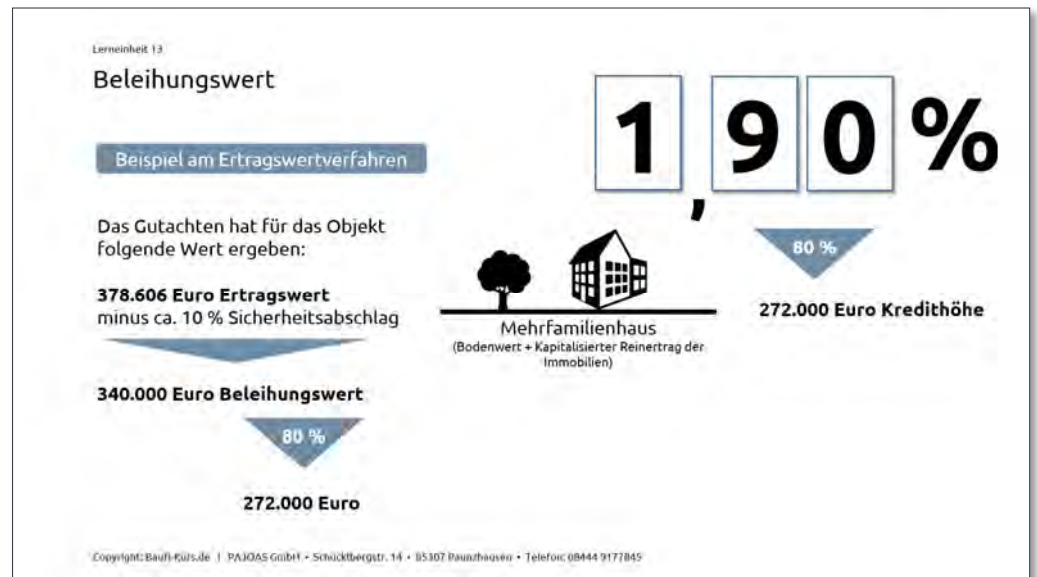 Lerneinheit 13
Beleihungswert
1,90%
Beispiel am Ertragswertverfahren
Das Gutachten hat für das Objekt
folgende Wert ergeben:
378.606 Euro Ertragswert
minus ca. 10 % Sicherheitsabschlag
340.000 Euro Beleihungswert
80 %
272.000 Euro
Mehrfamilienhaus
(Bodenwert + Kapitalisierter Reinertrag der
Immobilien)
80 %
272.000 Euro Kredithöhe
Copyright: Baufi-Kurs.de | PAJOAS GmbH • Schücktbergstr. 14 • 85307 Paunzhausen • Telefon: 08444 9177845